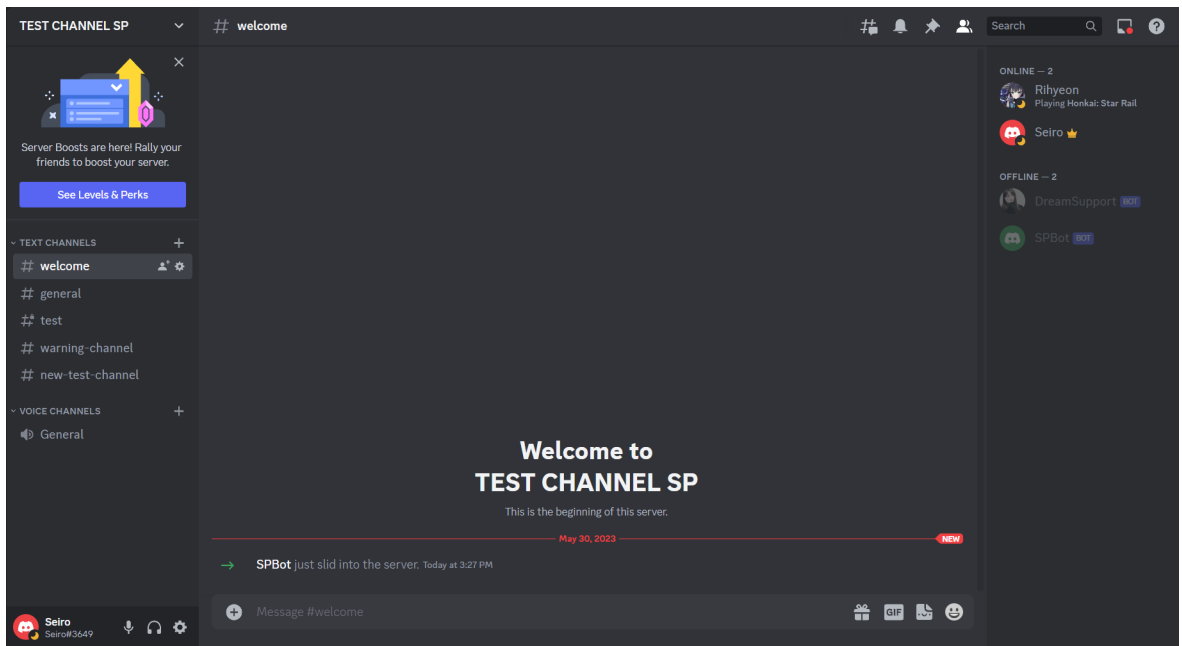 TEST CHANNEL SP
Server Boosts are here! Rally your
friends to boost your server.
See Levels & Perks
TEXT CHANNELS
welcome
general
test
warning-channel
new-test-channel
VOICE CHANNELS
General
Seiro
Seiro#3649
welcome
Search
Welcome to
TEST CHANNEL SP
This is the beginning of this server.
May 30, 2023
NEW
SPBot just slid into the server. Today at 3:27 PM
Message #welcome
GIF
ONLINE — 2
Rihyeon
Playing Honkai: Star Rail
Seiro
OFFLINE — 2
DreamSupport BOT
SPBot BOT